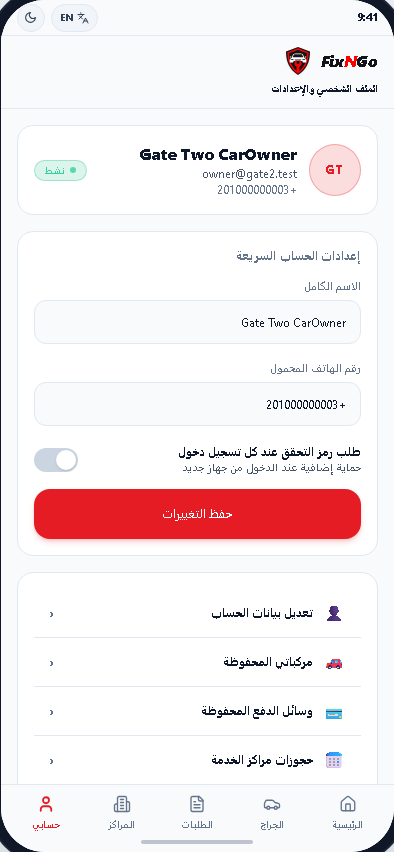 9:41
EN
FixNGo
الملف الشخصي والإعدادات
GT
Gate Two CarOwner
owner@gate2.test
201000000003+
نشط
إعدادات الحساب السريعة
الاسم الكامل
Gate Two CarOwner
رقم الهاتف المحمول
201000000003+
طلب رمز التحقق عند كل تسجيل دخول
حماية إضافية عند الدخول من جهاز جديد
حفظ التغييرات
تعديل بيانات الحساب
مركباتي المحفوظة
وسائل الدفع المحفوظة
حجوزات مراكز الخدمة
الرئيسية
الجراج
الطلبات
المراكز
حسابي